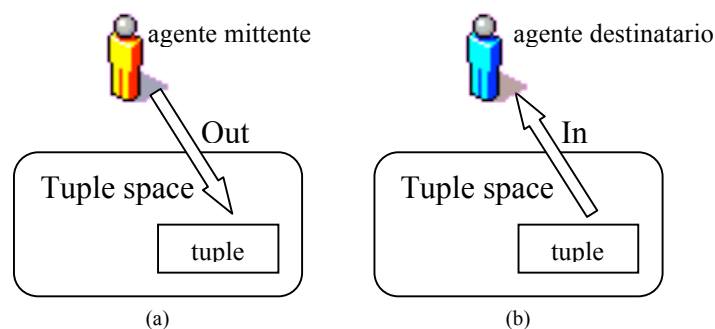 agente mittente
Out
Tuple space
tuple
(a)
agente destinatario
In
Tuple space
tuple
(b)